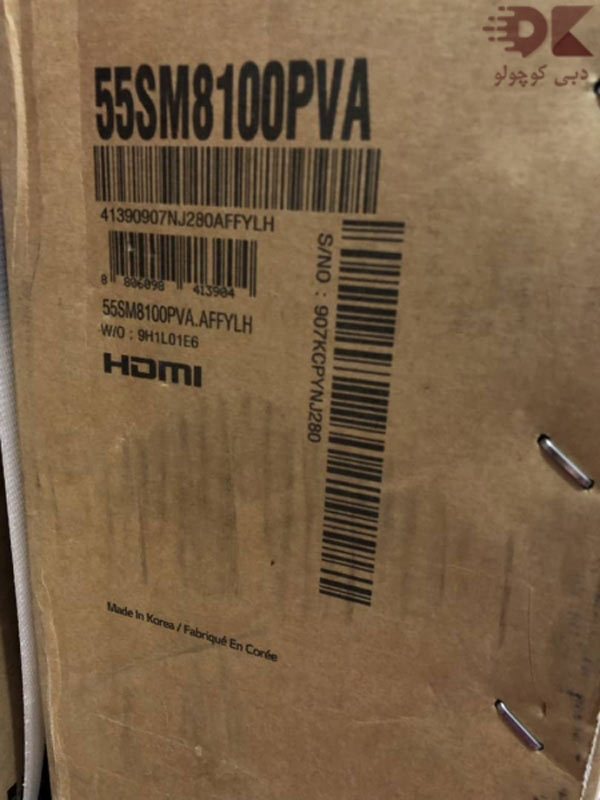 DK
دبی کوچولو
55SM8100PVA
41390907NJ280AFFYLH
8 806098 413904
55SM8100PVA.AFFYLH
W/O : 9H1L01E6
HDMI
S/NO : 907KCPYNJ280
Made In Korea / Fabriqué En Corée